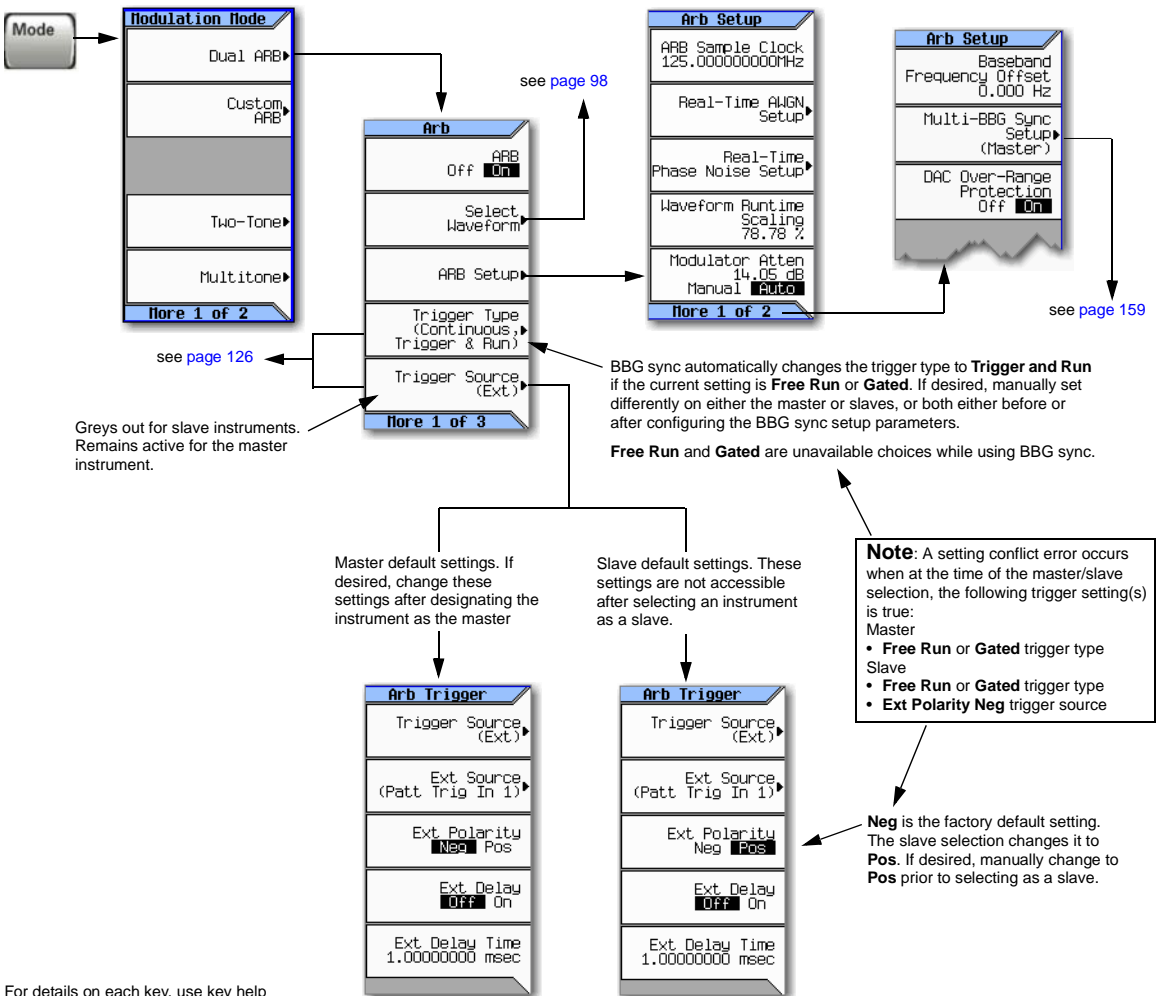 Mode
Modulation Mode
Dual ARB
Custom
ARB
Two-Tone
Multitone
More 1 of 2
see page 98
Arb
ARB
Off On
Select
Waveform
ARB Setup
Trigger Type
(Continuous,
Trigger & Run)
Trigger Source
(Ext)
More 1 of 3
Arb Setup
ARB Sample Clock
125.000000000MHz
Real-Time AWGN
Setup
Real-Time
Phase Noise Setup
Waveform Runtime
Scaling
78.78 %
Modulator Atten
14.05 dB
Manual Auto
More 1 of 2
Arb Setup
Baseband
Frequency Offset
0.000 Hz
Multi-BBG Sync
Setup
(Master)
DAC Over-Range
Protection
Off On
see page 159
see page 126
Greys out for slave instruments.
Remains active for the master
instrument.
BBG sync automatically changes the trigger type to Trigger and Run
if the current setting is Free Run or Gated. If desired, manually set
differently on either the master or slaves, or both either before or
after configuring the BBG sync setup parameters.
Free Run and Gated are unavailable choices while using BBG sync.
Master default settings. If
desired, change these
settings after designating the
instrument as the master
Slave default settings. These
settings are not accessible
after selecting an instrument
as a slave.
Note: A setting conflict error occurs
when at the time of the master/slave
selection, the following trigger setting(s)
is true:
Master
• Free Run or Gated trigger type
Slave
• Free Run or Gated trigger type
• Ext Polarity Neg trigger source
Arb Trigger
Trigger Source
(Ext)
Ext Source
(Patt Trig In 1)
Ext Polarity
Neg Pos
Ext Delay
Off On
Ext Delay Time
1.00000000 msec
Arb Trigger
Trigger Source
(Ext)
Ext Source
(Patt Trig In 1)
Ext Polarity
Neg Pos
Ext Delay
Off On
Ext Delay Time
1.00000000 msec
Neg is the factory default setting.
The slave selection changes it to
Pos. If desired, manually change to
Pos prior to selecting as a slave.
For details on each key, use key help